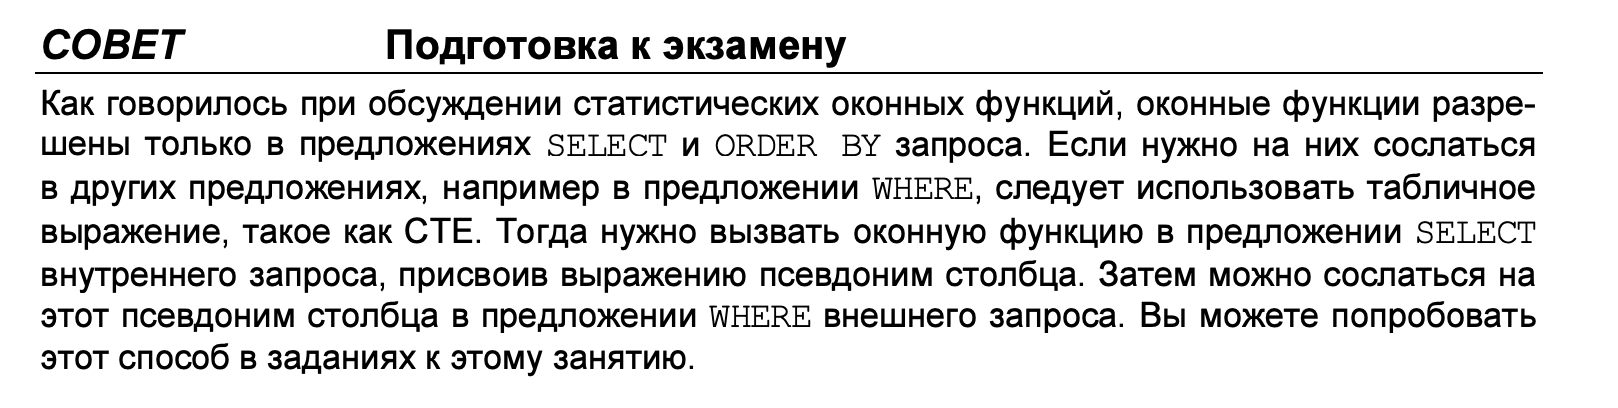 СОВЕТ Подготовка к экзамену
Как говорилось при обсуждении статистических оконных функций, оконные функции разре-
шены только в предложениях SELECT и ORDER BY запроса. Если нужно на них сослаться
в других предложениях, например в предложении WHERE, следует использовать табличное
выражение, такое как СТЕ. Тогда нужно вызвать оконную функцию в предложении SELECT
внутреннего запроса, присвоив выражению псевдоним столбца. Затем можно сослаться на
этот псевдоним столбца в предложении WHERE внешнего запроса. Вы можете попробовать
этот способ в заданиях к этому занятию.